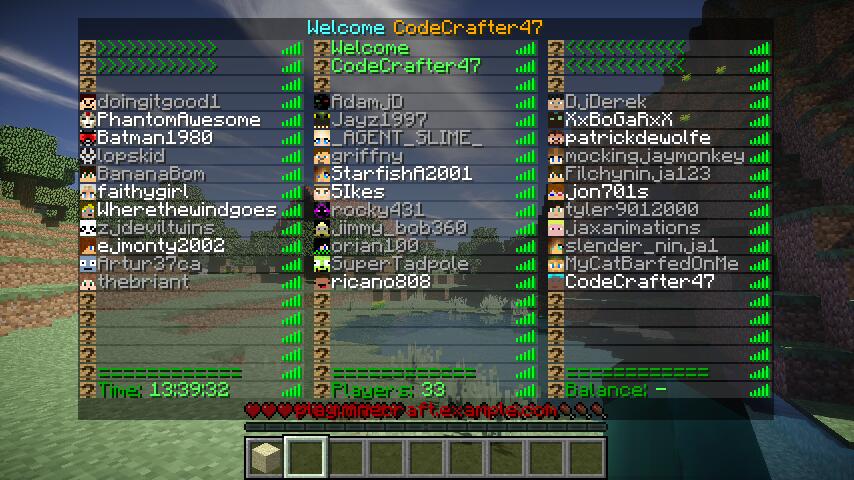 Welcome CodeCrafter47
>>>>>>>>>>>> Welcome <<<<<<<<<<<<
>>>>>>>>>>>> CodeCrafter47 <<<<<<<<<<<<
doingitgood1 AdamjD DjDerek
PhantomAwesome Jayz1997 XxBoGaRxX
Batman1980 _AGENT_SLIME_ patrickdewolfe
lopskid griffny mockingjaymonkey
BananaBom StarfishA2001 Filchyninja123
faithygirl SIkes jon701s
Wherethewindgoes rocky431 tyler9012000
zjdeviltwins jimmy_bob360 jaxanimations
ejmonty2002 orian100 slender_ninja1
Artur37ca SuperTadpole MyCatBarfedOnMe
thebriant ricano808 CodeCrafter47
============ ============ ============
Time: 13:39:32 Players: 33 Balance: -
play.minecraft.example.com